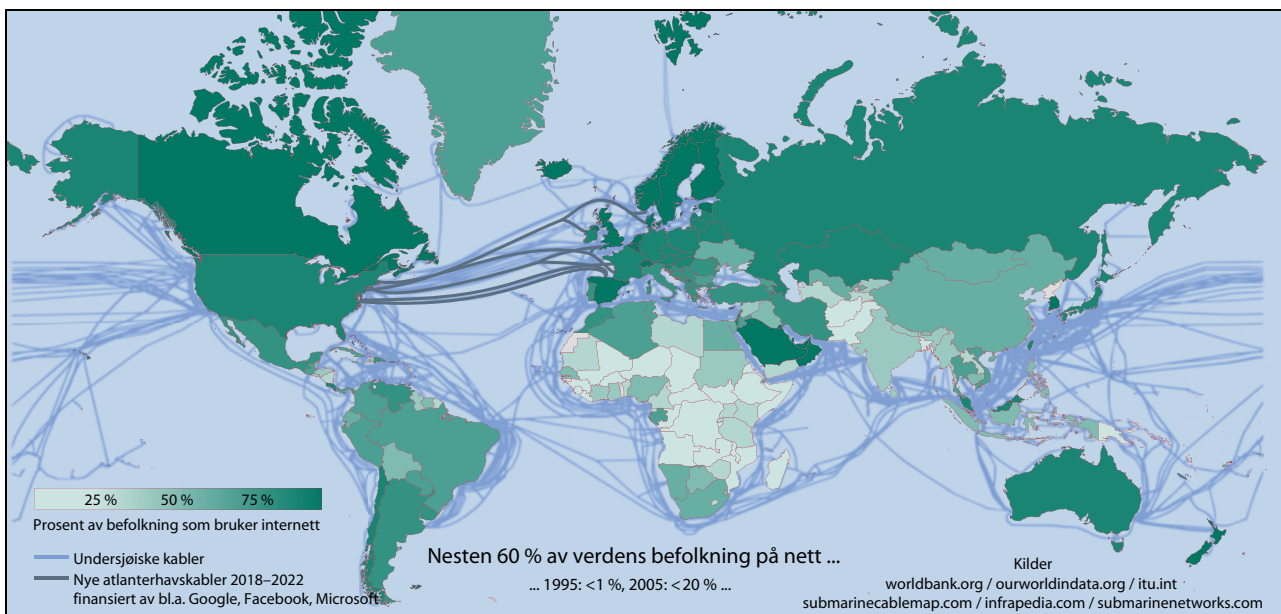 25 %
50 %
75 %
Prosent av befolkning som bruker internett
Undersjøiske kabler
Nye atlanterhavskabler 2018–2022
finansiert av bl.a. Google, Facebook, Microsoft
Nesten 60 % av verdens befolkning på nett ...
... 1995: <1 %, 2005: <20 % ...
Kilder
worldbank.org / ourworldindata.org / itu.int
submarinecablemap.com / infrapedia.com / submarinenetworks.com